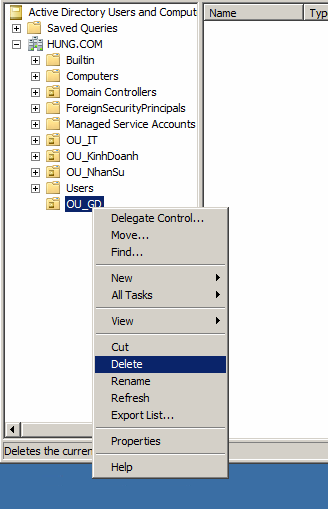 Active Directory Users and Comput
Name
Typ
Saved Queries
HUNG.COM
Builtin
Computers
Domain Controllers
ForeignSecurityPrincipals
Managed Service Accounts
OU_IT
OU_KinhDoanh
OU_NhanSu
Users
OU_GD
Delegate Control...
Move...
Find...
New
All Tasks
View
Cut
Delete
Rename
Refresh
Export List...
Properties
Help
Deletes the curren